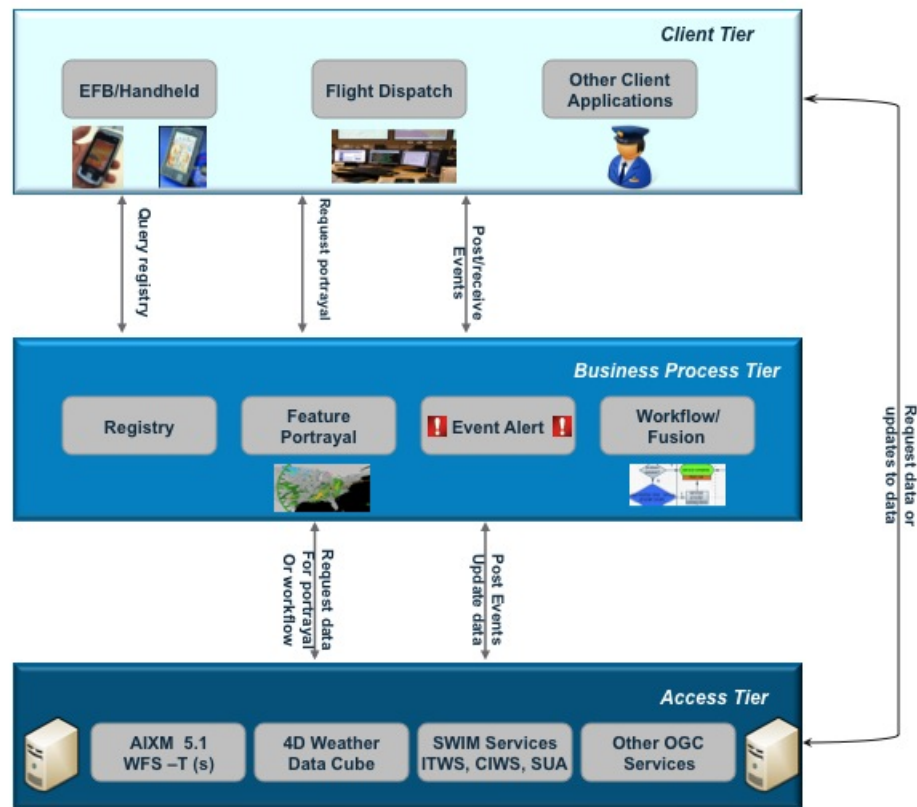 Client Tier
EFB/Handheld
Flight Dispatch
Other Client
Applications
Query registry
Request portrayal
Post/receive
Events
Request data or
updates to data
Business Process Tier
Registry
Feature
Portrayal
Event Alert
Workflow/
Fusion
Request data
For portrayal
Or workflow
Post Events
Update data
Access Tier
AIXM 5.1
WFS –T (s)
4D Weather
Data Cube
SWIM Services
ITWS, CIWS, SUA
Other OGC
Services